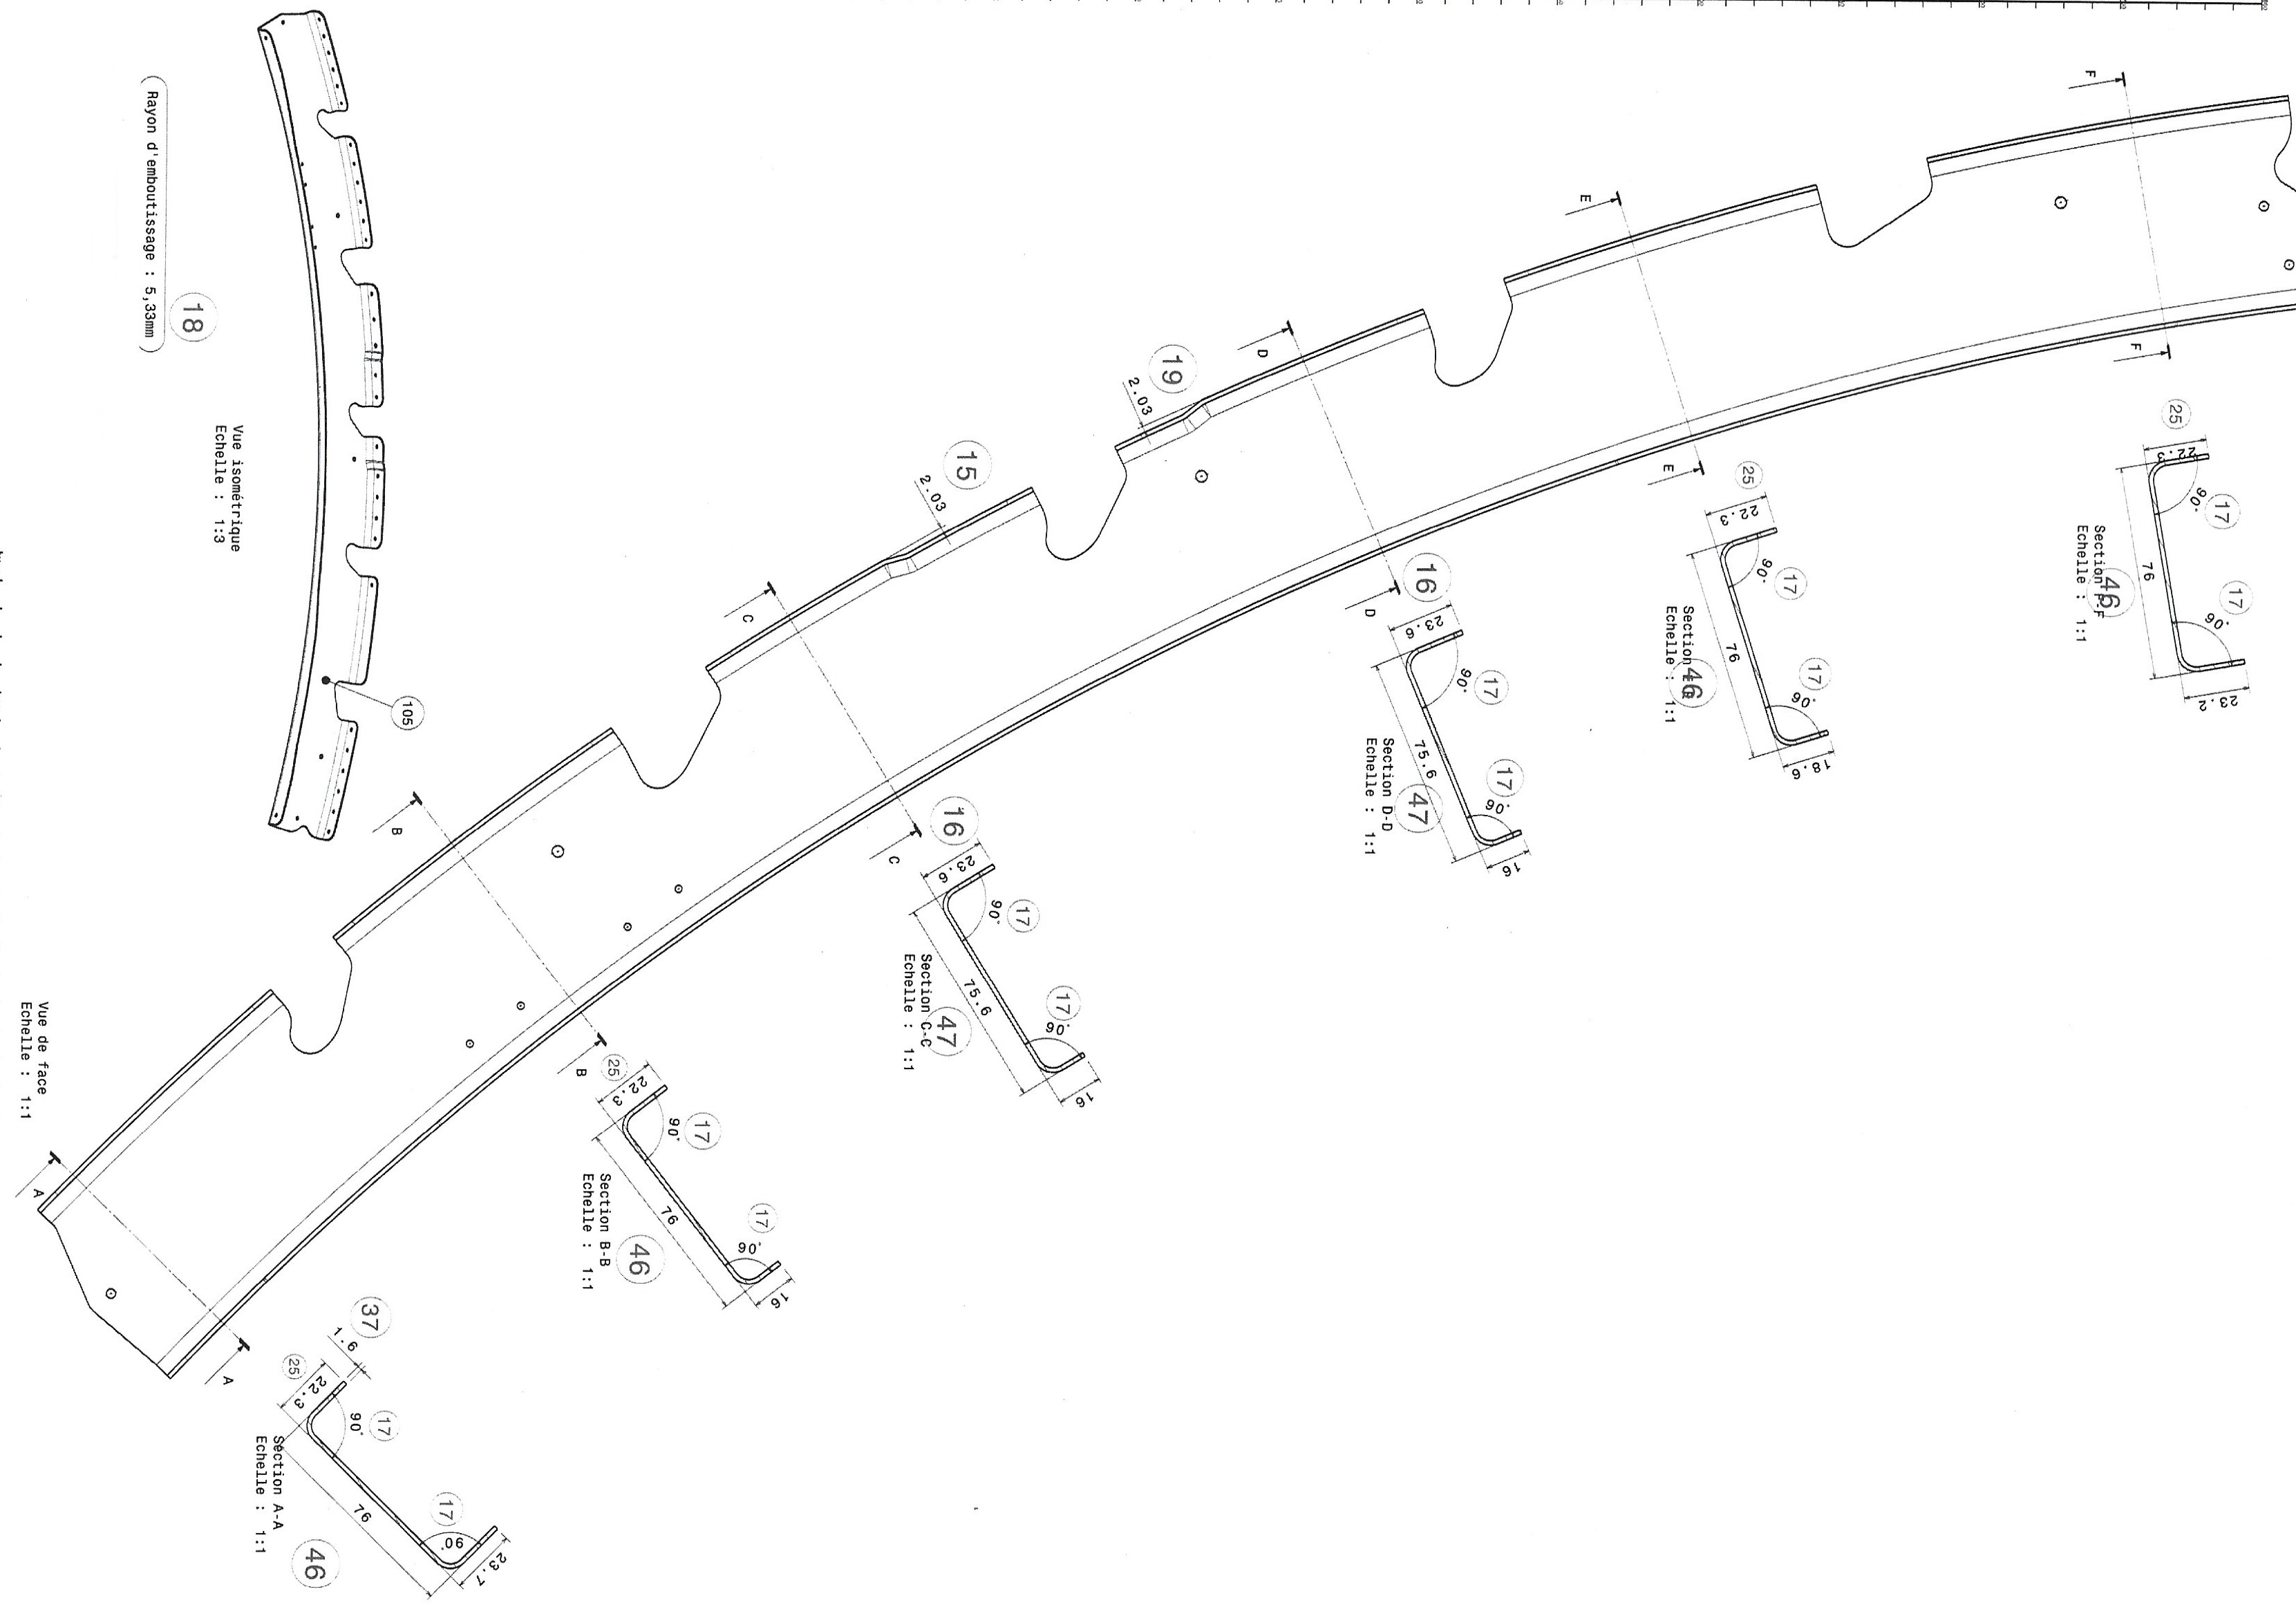 17
17
90°
90°
23.2
25
22.3
76
46
Section F-F
Echelle : 1:1
F
F
17
17
90°
90°
18.6
25
22.3
76
46
Section
Echelle : 1:1
E
E
17
17
90°
90°
16
16
23.6
75.6
47
Section D-D
Echelle : 1:1
D
D
19
2.03
15
2.03
17
17
90°
90°
16
16
23.6
75.6
47
Section C-C
Echelle : 1:1
C
C
17
17
90°
90°
16
25
22.3
76
46
Section B-B
Echelle : 1:1
B
B
23.7
17
90°
17
90°
37
1.6
22.3
25
76
46
Section A-A
Echelle : 1:1
A
A
105
Vue isométrique
Echelle : 1:3
18
Rayon d'emboutissage : 5,33mm
Vue de face
Echelle : 1:1